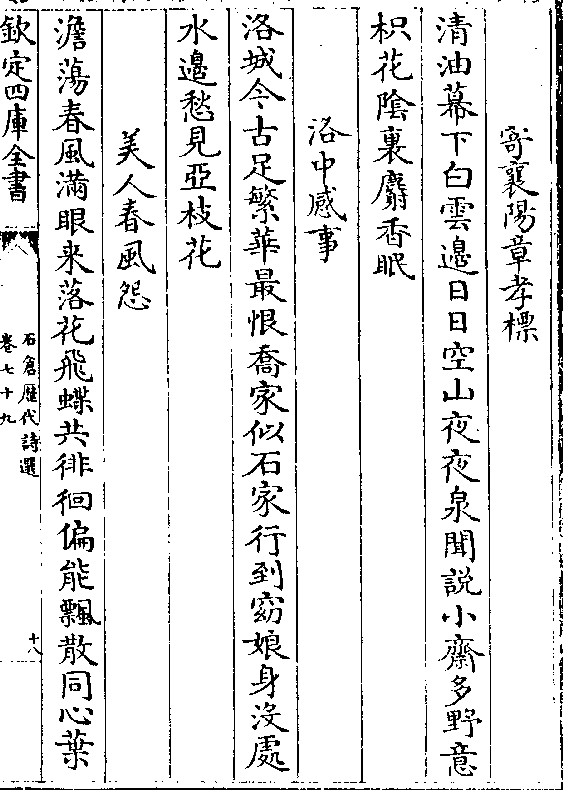 寄襄陽章孝標
清油幕下白雲邉日日空山夜夜泉聞說小齋多野意
枳花陰裏麝香眠
洛中感事
洛城今古足繁華最恨喬家似石家行到窈娘身沒處
水邉愁見亞枝花
美人春風怨
澹蕩春風滿眼来落花飛蝶共徘徊偏能飄散同心葉
欽定四庫全書
石倉歴代詩選
卷七十九
十八